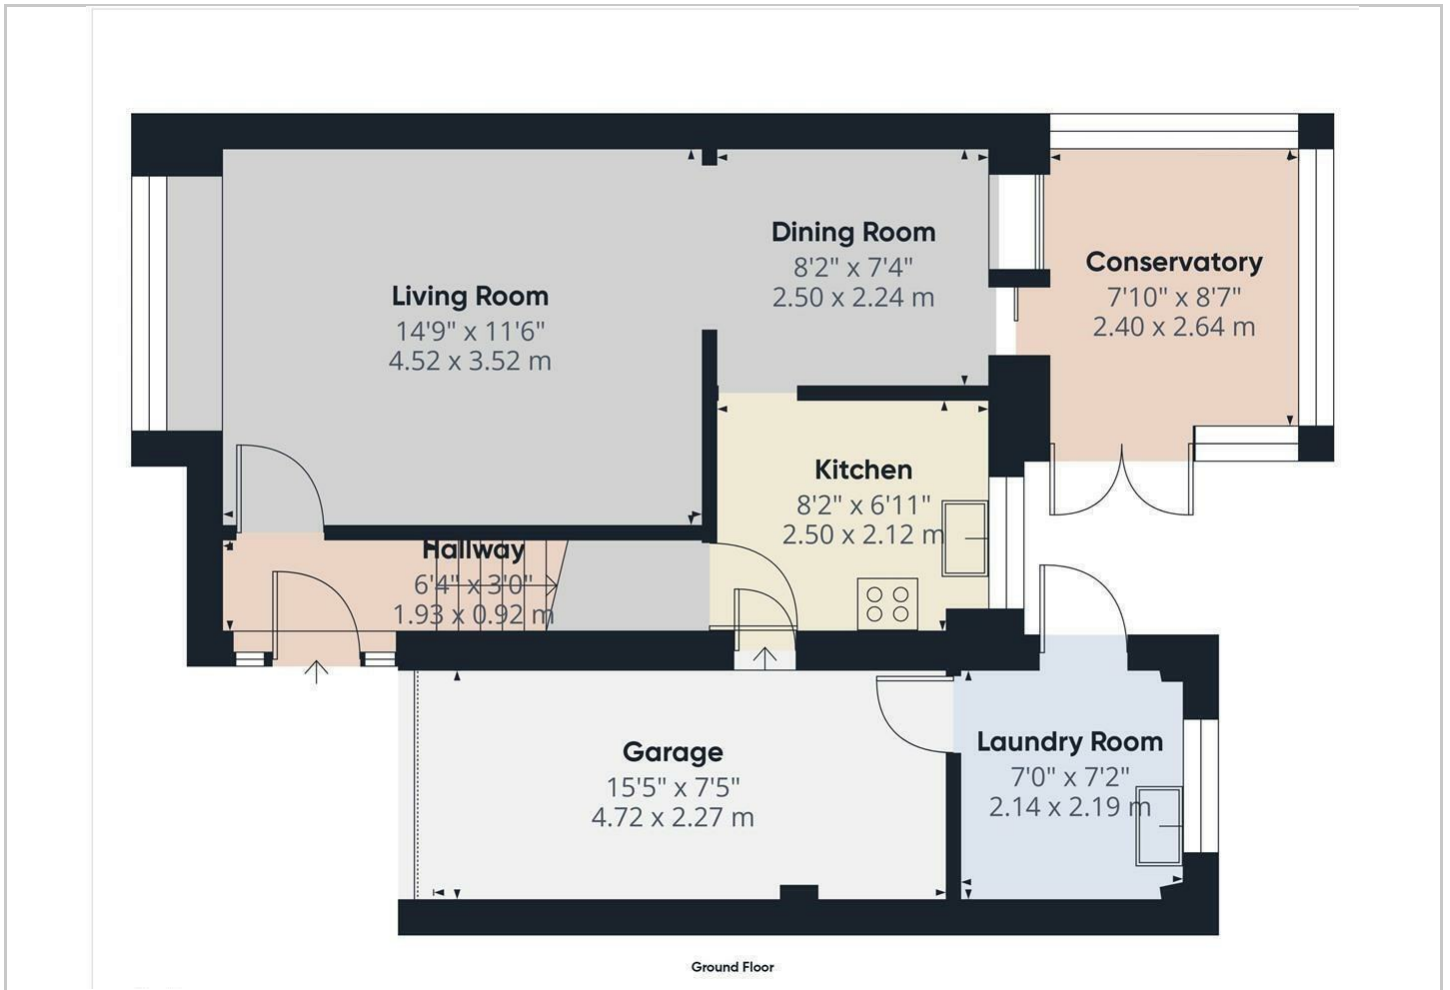 Dining Room
8'2" x 7'4"
2.50 x 2.24 m
Conservatory
7'10" x 8'7"
2.40 x 2.64 m
Living Room
14'9" x 11'6"
4.52 x 3.52 m
Kitchen
8'2" x 6'11"
2.50 x 2.12 m
Hallway
6'4" x 3'0"
1.93 x 0.92 m
Garage
15'5" x 7'5"
4.72 x 2.27 m
Laundry Room
7'0" x 7'2"
2.14 x 2.19 m
Ground Floor